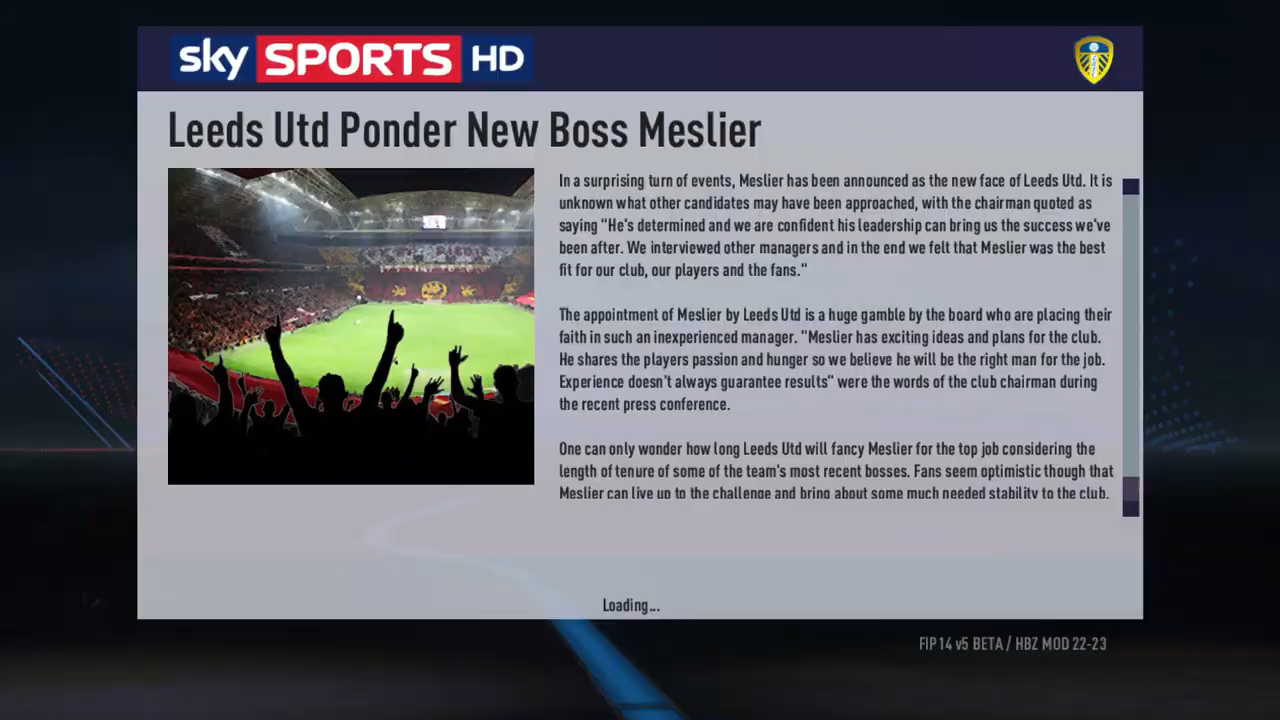 sky SPORTS HD
Leeds Utd Ponder New Boss Meslier
In a surprising turn of events, Meslier has been announced as the new face of Leeds Utd. It is
unknown what other candidates may have been approached, with the chairman quoted as
saying "He's determined and we are confident his leadership can bring us the success we've
been after. We interviewed other managers and in the end we felt that Meslier was the best
fit for our club, our players and the fans."
The appointment of Meslier by Leeds Utd is a huge gamble by the board who are placing their
faith in such an inexperienced manager. "Meslier has exciting ideas and plans for the club.
He shares the players passion and hunger so we believe he will be the right man for the job.
Experience doesn't always guarantee results" were the words of the club chairman during
the recent press conference.
One can only wonder how long Leeds Utd will fancy Meslier for the top job considering the
length of tenure of some of the team's most recent bosses. Fans seem optimistic though that
Meslier can live up to the challenge and bring about some much needed stability to the club.
Loading...
FIP14 v5 BETA / HBZ MOD 22-23